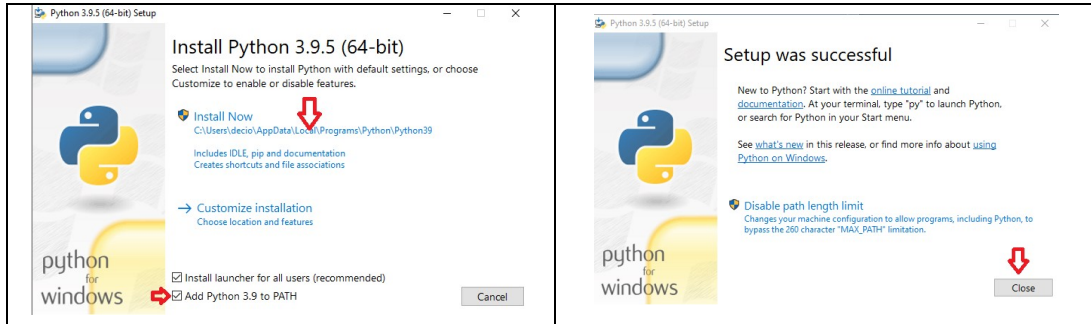 Python 3.9.5 (64-bit) Setup
Install Python 3.9.5 (64-bit)
Select Install Now to install Python with default settings, or choose
Customize to enable or disable features.
Install Now
C:\Users\decio\AppData\Local\Programs\Python\Python39
Includes IDLE, pip and documentation
Creates shortcuts and file associations
Customize installation
Choose location and features
Install launcher for all users (recommended)
Add Python 3.9 to PATH
Cancel
python
for
windows
Python 3.9.5 (64-bit) Setup
Setup was successful
New to Python? Start with the online tutorial and
documentation. At your terminal, type "py" to launch Python,
or search for Python in your Start menu.
See what's new in this release, or find more info about using
Python on Windows.
Disable path length limit
Changes your machine configuration to allow programs, including Python, to
bypass the 260 character "MAX_PATH" limitation.
Close
python
for
windows